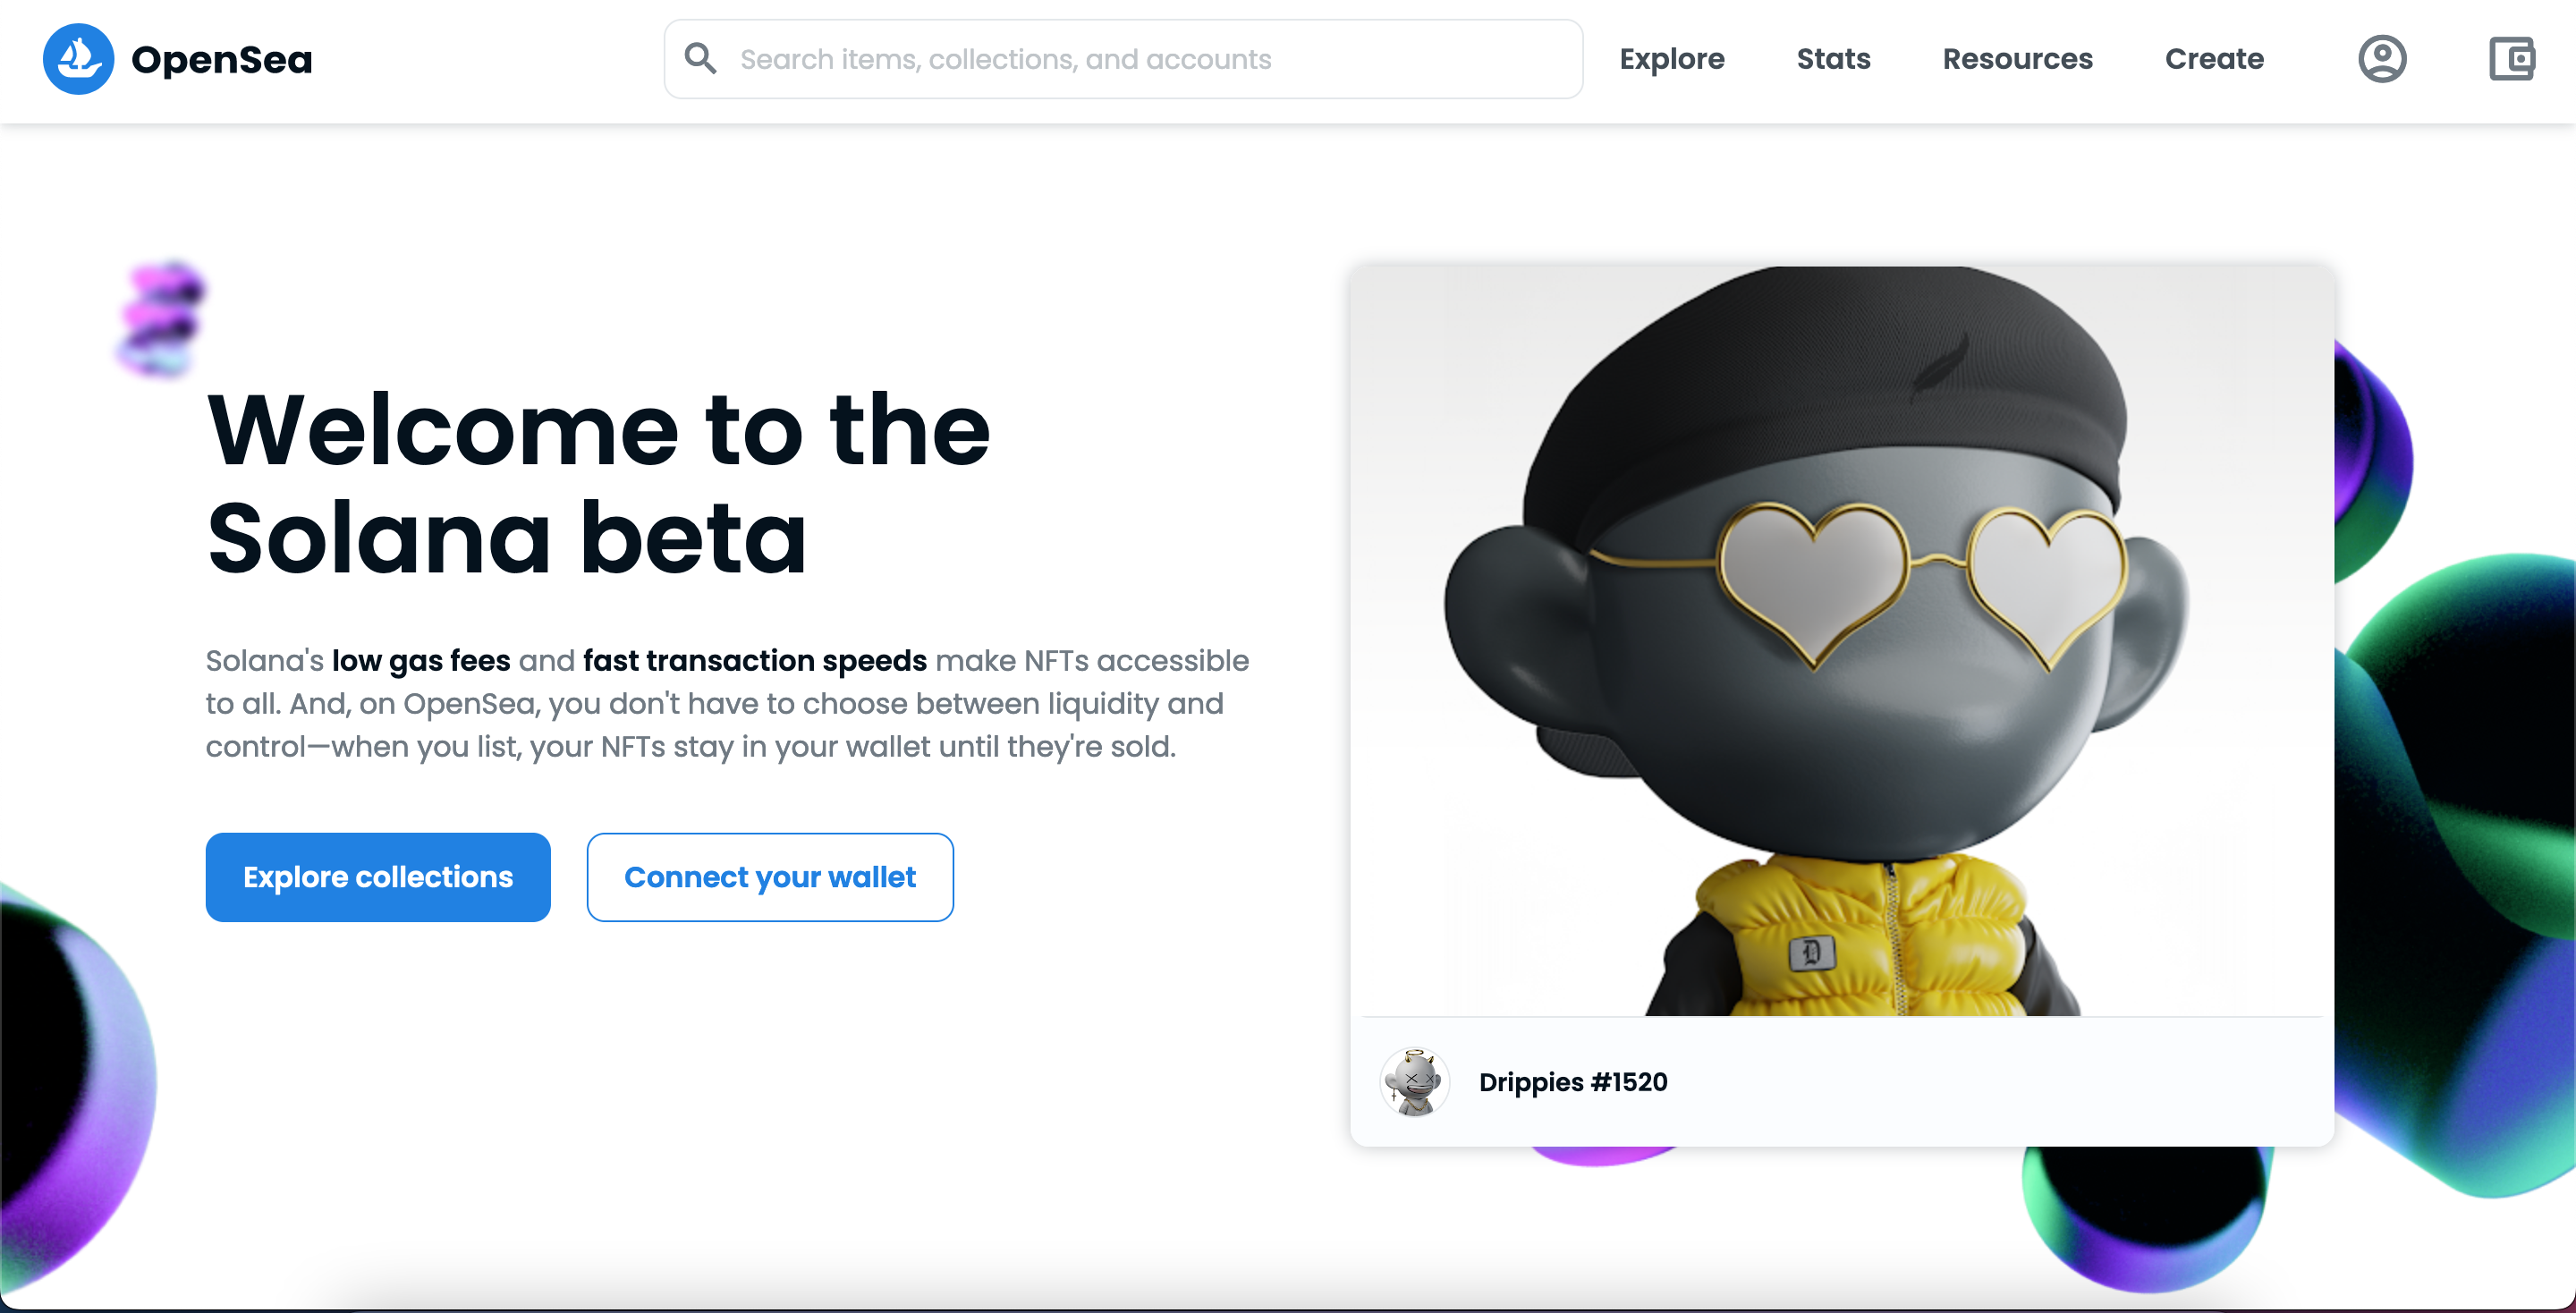 OpenSea
Search items, collections, and accounts
Explore
Stats
Resources
Create
Welcome to the
Solana beta
Solana's low gas fees and fast transaction speeds make NFTs accessible
to all. And, on OpenSea, you don't have to choose between liquidity and
control—when you list, your NFTs stay in your wallet until they're sold.
Explore collections
Connect your wallet
D
Drippies #1520